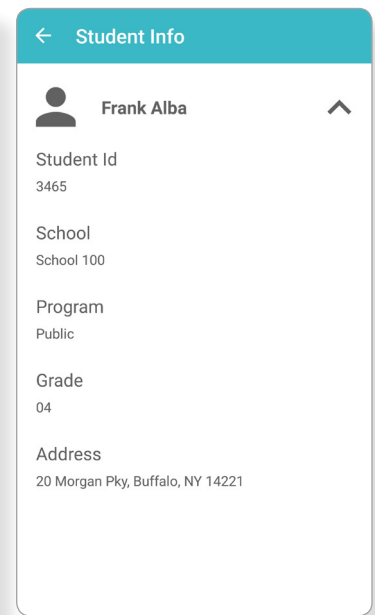 Student Info
Frank Alba
Student Id
3465
School
School 100
Program
Public
Grade
04
Address
20 Morgan Pky, Buffalo, NY 14221